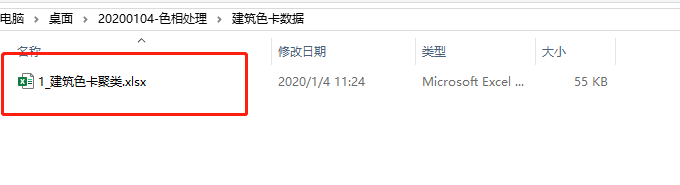 电脑 › 桌面 › 20200104-色相处理 › 建筑色卡数据
名称 修改日期 类型 大小
1_建筑色卡聚类.xlsx 2020/1/4 11:24 Microsoft Excel ... 55 KB